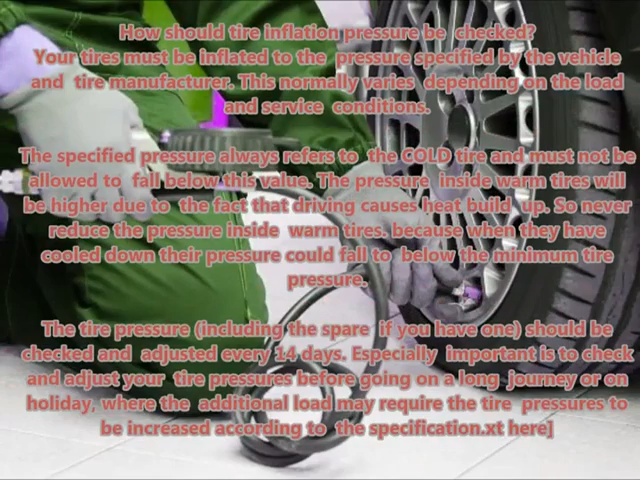 How should tire inflation pressure be checked?
Your tires must be inflated to the pressure specified by the vehicle
and tire manufacturer. This normally varies depending on the load
and service conditions.
The specified pressure always refers to the COLD tire and must not be
allowed to fall below this value. The pressure inside warm tires will
be higher due to the fact that driving causes heat build up. So never
reduce the pressure inside warm tires. because when they have
cooled down their pressure could fall to below the minimum tire
pressure.
The tire pressure (including the spare if you have one) should be
checked and adjusted every 14 days. Especially important is to check
and adjust your tire pressures before going on a long journey or on
holiday, where the additional load may require the tire pressures to
be increased according to the specification.xt here]